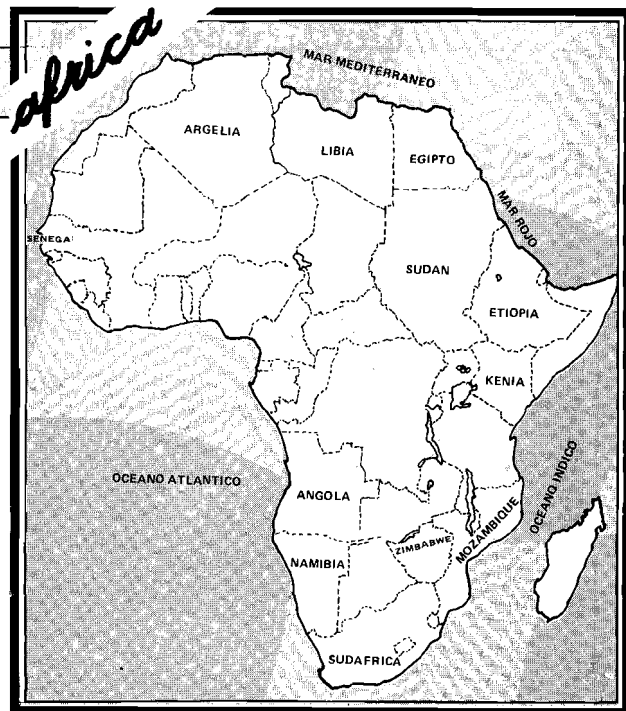 africa
MAR MEDITERRANEO
ARGELIA
LIBIA
EGIPTO
MAR ROJO
SENEGA
SUDAN
ETIOPIA
KENIA
OCEANO ATLANTICO
OCEANO INDICO
ANGOLA
MOZAMBIQUE
ZIMBABWE
NAMIBIA
SUDAFRICA